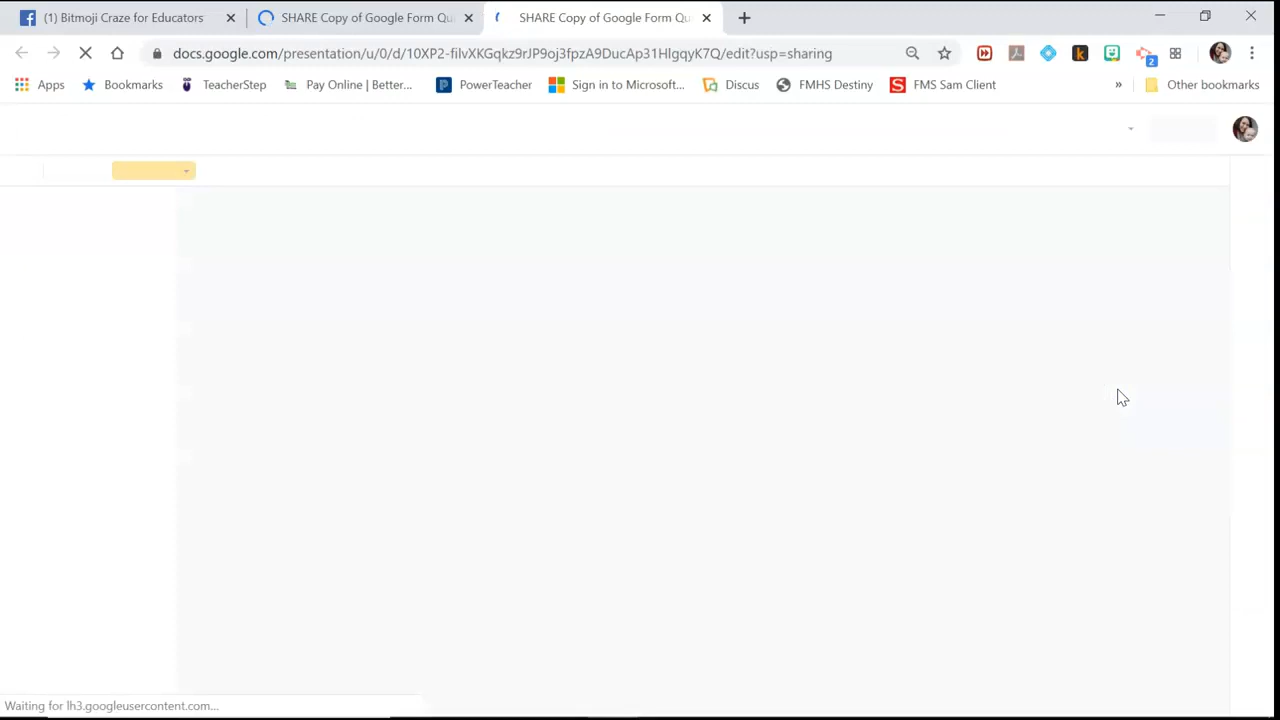 (1) Bitmoji Craze for Educators
SHARE Copy of Google Form Qu
SHARE Copy of Google Form Qu
docs.google.com/presentation/u/0/d/10XP2-filvXKGqkz9rJP9oj3fpzA9DucAp31HlgqyK7Q/edit?usp=sharing
2
Apps
Bookmarks
TeacherStep
Pay Online | Better...
PowerTeacher
Sign in to Microsoft...
Discus
FMHS Destiny
FMS Sam Client
»
Other bookmarks
Waiting for lh3.googleusercontent.com...